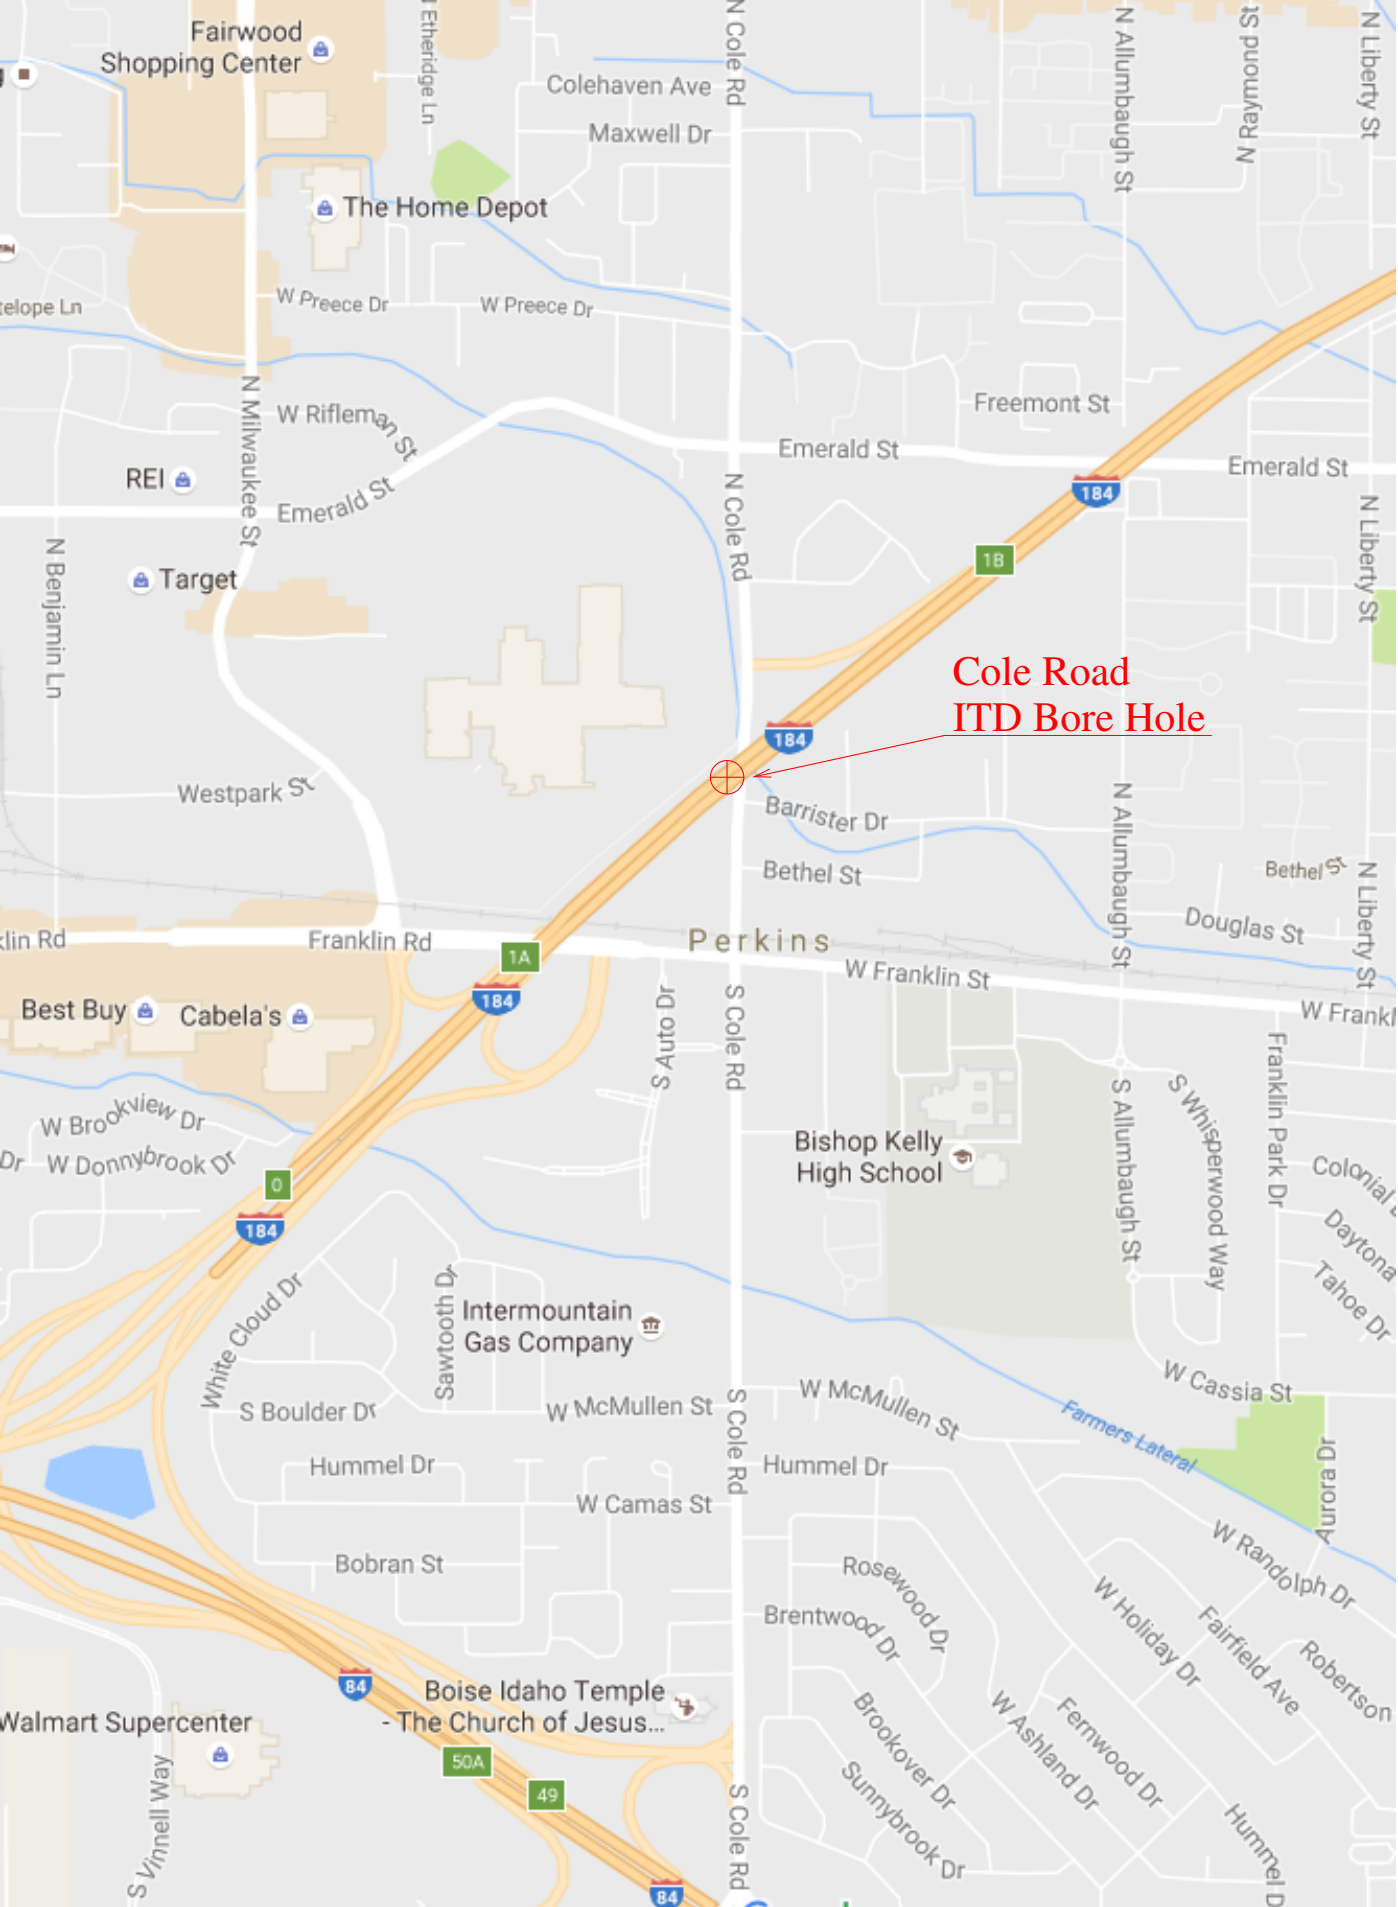 Fairwood
Shopping Center
N Etheridge Ln
N Cole Rd
Colehaven Ave
Maxwell Dr
N Allumbaugh St
N Raymond St
N Liberty St
The Home Depot
W Preece Dr
W Preece Dr
telope Ln
N Milwaukee St
W Rifleman St
Freemont St
Emerald St
Emerald St
REI
Emerald St
N Cole Rd
184
1B
N Liberty St
N Benjamin Ln
Target
Cole Road
ITD Bore Hole
184
Westpark St
Barrister Dr
N Allumbaugh St
Bethel St
Bethel St
N Liberty St
Douglas St
klin Rd
Franklin Rd
1A
Perkins
W Franklin St
184
W Frankl
Best Buy
Cabela's
S Auto Dr
S Cole Rd
Franklin Park Dr
S Allumbaugh St
S Whisperwood Way
W Brookview Dr
Dr
W Donnybrook Dr
Bishop Kelly
High School
Colonial
0
184
Daytona
Tahoe Dr
White Cloud Dr
Sawtooth Dr
Intermountain
Gas Company
W Cassia St
S Boulder Dr
W McMullen St
S Cole Rd
W McMullen St
Farmers Lateral
Aurora Dr
Hummel Dr
Hummel Dr
W Camas St
W Randolph Dr
Bobran St
Rosewood Dr
W Holiday Dr
Fairfield Ave
Brentwood Dr
Robertson
84
Boise Idaho Temple
- The Church of Jesus...
Walmart Supercenter
Brookover Dr
W Ashland Dr
Fernwood Dr
50A
49
S Vinnell Way
S Cole Rd
Sunnybrook Dr
Hummel D
84